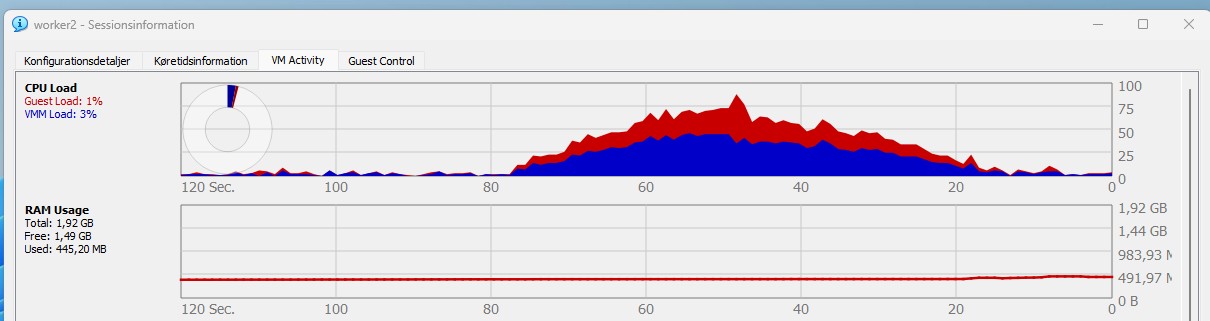 worker2 - Sessionsinformation
Konfigurationsdetaljer Køretidsinformation VM Activity Guest Control
CPU Load
Guest Load: 1%
VMM Load: 3%
100
75
50
25
0
120 Sec. 100 80 60 40 20 0
RAM Usage
Total: 1,92 GB
Free: 1,49 GB
Used: 445,20 MB
1,92 GB
1,44 GB
983,93 M
491,97 M
0 B
120 Sec. 100 80 60 40 20 0